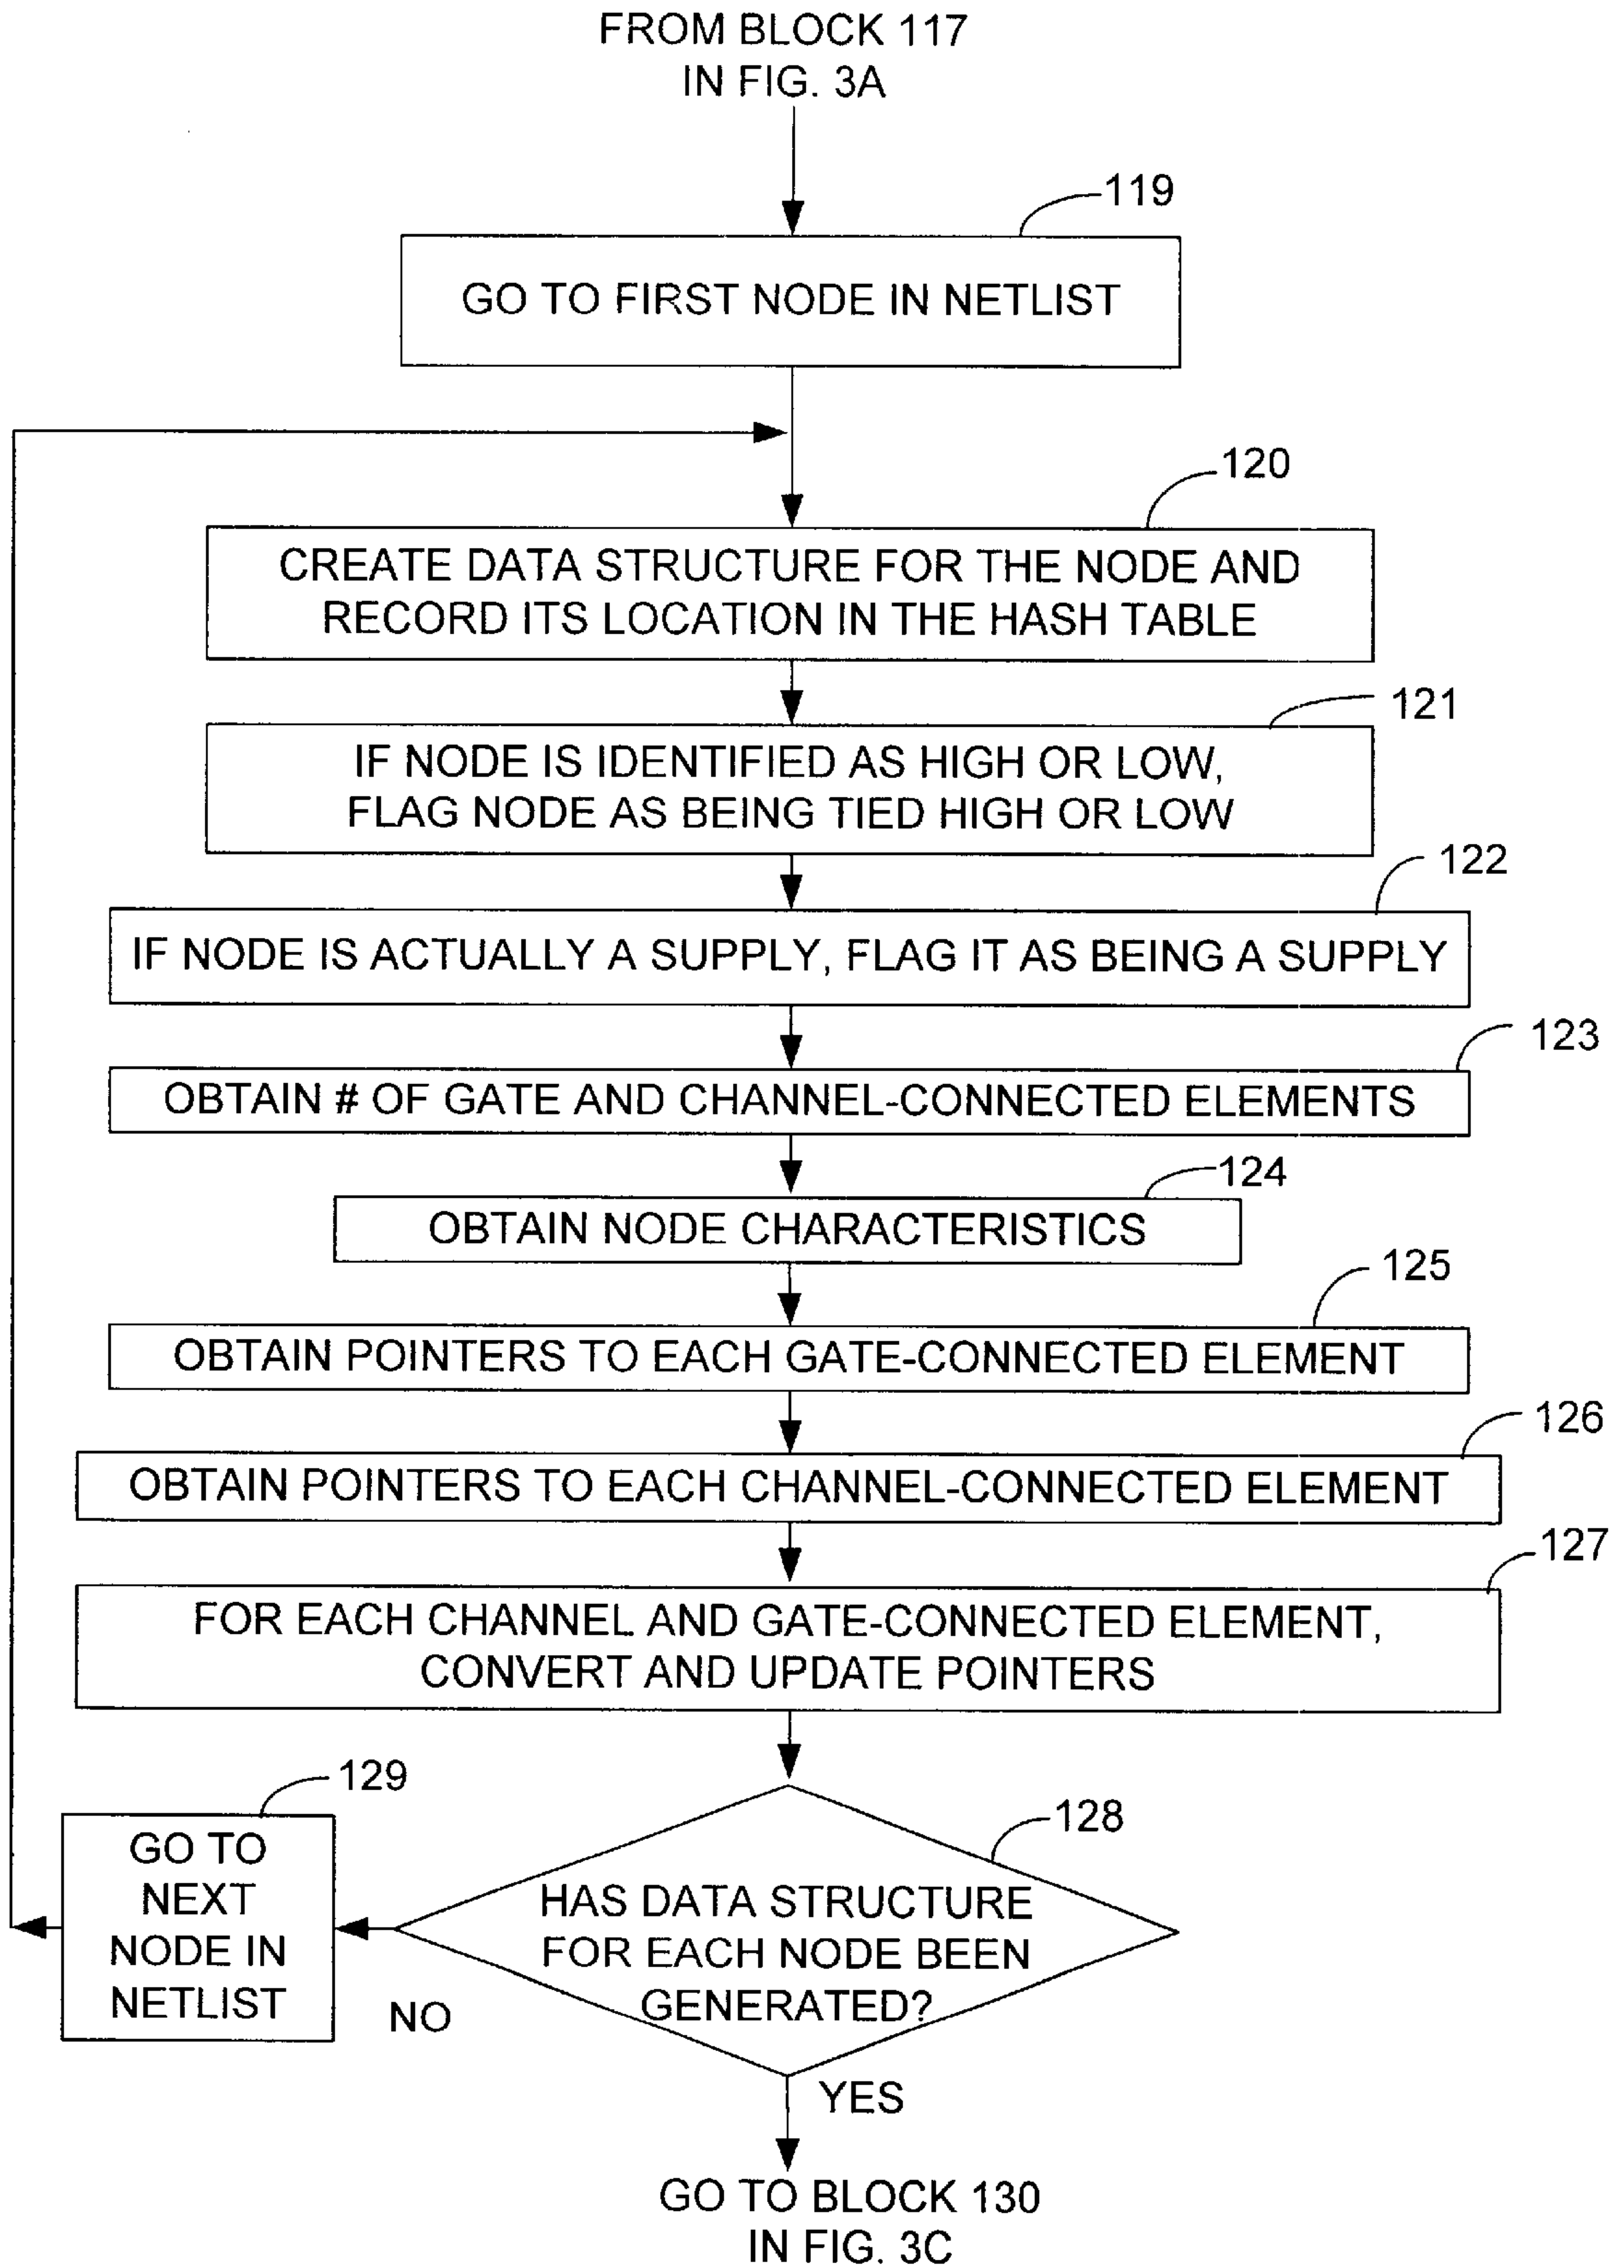 FROM BLOCK 117
IN FIG. 3A
119
GO TO FIRST NODE IN NETLIST
120
CREATE DATA STRUCTURE FOR THE NODE AND
RECORD ITS LOCATION IN THE HASH TABLE
121
IF NODE IS IDENTIFIED AS HIGH OR LOW,
FLAG NODE AS BEING TIED HIGH OR LOW
122
IF NODE IS ACTUALLY A SUPPLY, FLAG IT AS BEING A SUPPLY
123
OBTAIN # OF GATE AND CHANNEL-CONNECTED ELEMENTS
124
OBTAIN NODE CHARACTERISTICS
125
OBTAIN POINTERS TO EACH GATE-CONNECTED ELEMENT
126
OBTAIN POINTERS TO EACH CHANNEL-CONNECTED ELEMENT
127
FOR EACH CHANNEL AND GATE-CONNECTED ELEMENT,
CONVERT AND UPDATE POINTERS
128
HAS DATA STRUCTURE
FOR EACH NODE BEEN
GENERATED?
NO
129
GO TO
NEXT
NODE IN
NETLIST
YES
GO TO BLOCK 130
IN FIG. 3C